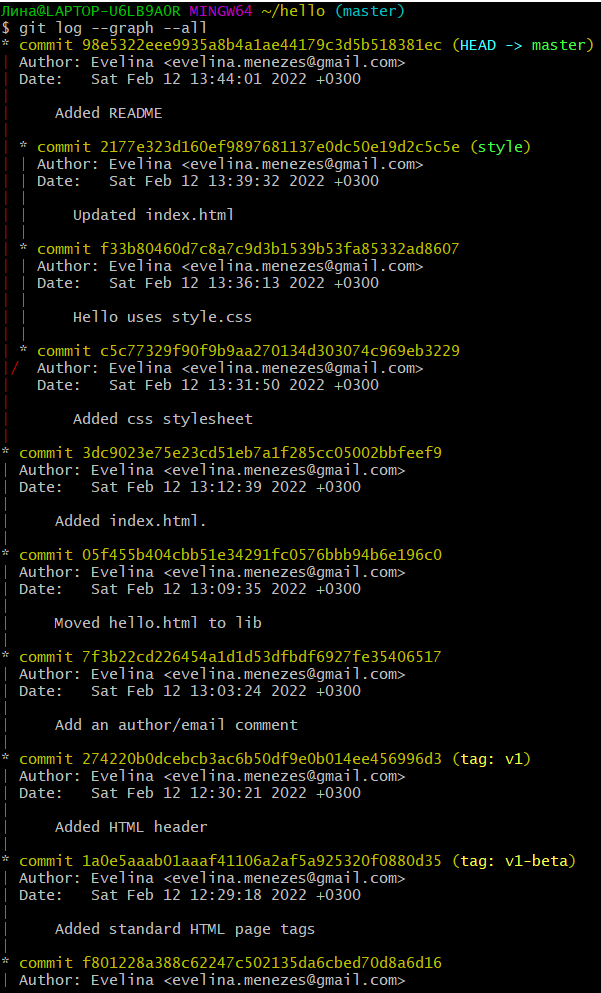 Лина@LAPTOP-U6LB9AOR MINGW64 ~/hello (master)
$ git log --graph --all
* commit 98e5322eee9935a8b4a1ae44179c3d5b518381ec (HEAD -> master)
| Author: Evelina <evelina.menezes@gmail.com>
| Date:   Sat Feb 12 13:44:01 2022 +0300
|
|     Added README
|
| * commit 2177e323d160ef9897681137e0dc50e19d2c5c5e (style)
| | Author: Evelina <evelina.menezes@gmail.com>
| | Date:   Sat Feb 12 13:39:32 2022 +0300
| |
| |     Updated index.html
| |
| * commit f33b80460d7c8a7c9d3b1539b53fa85332ad8607
| | Author: Evelina <evelina.menezes@gmail.com>
| | Date:   Sat Feb 12 13:36:13 2022 +0300
| |
| |     Hello uses style.css
| |
| * commit c5c77329f90f9b9aa270134d303074c969eb3229
|/  Author: Evelina <evelina.menezes@gmail.com>
|   Date:   Sat Feb 12 13:31:50 2022 +0300
|
|       Added css stylesheet
|
* commit 3dc9023e75e23cd51eb7a1f285cc05002bbfeef9
| Author: Evelina <evelina.menezes@gmail.com>
| Date:   Sat Feb 12 13:12:39 2022 +0300
|
|     Added index.html.
|
* commit 05f455b404cbb51e34291fc0576bbb94b6e196c0
| Author: Evelina <evelina.menezes@gmail.com>
| Date:   Sat Feb 12 13:09:35 2022 +0300
|
|     Moved hello.html to lib
|
* commit 7f3b22cd226454a1d1d53dfbdf6927fe35406517
| Author: Evelina <evelina.menezes@gmail.com>
| Date:   Sat Feb 12 13:03:24 2022 +0300
|
|     Add an author/email comment
|
* commit 274220b0dcebcb3ac6b50df9e0b014ee456996d3 (tag: v1)
| Author: Evelina <evelina.menezes@gmail.com>
| Date:   Sat Feb 12 12:30:21 2022 +0300
|
|     Added HTML header
|
* commit 1a0e5aaab01aaaf41106a2af5a925320f0880d35 (tag: v1-beta)
| Author: Evelina <evelina.menezes@gmail.com>
| Date:   Sat Feb 12 12:29:18 2022 +0300
|
|     Added standard HTML page tags
|
* commit f801228a388c62247c502135da6cbed70d8a6d16
| Author: Evelina <evelina.menezes@gmail.com>